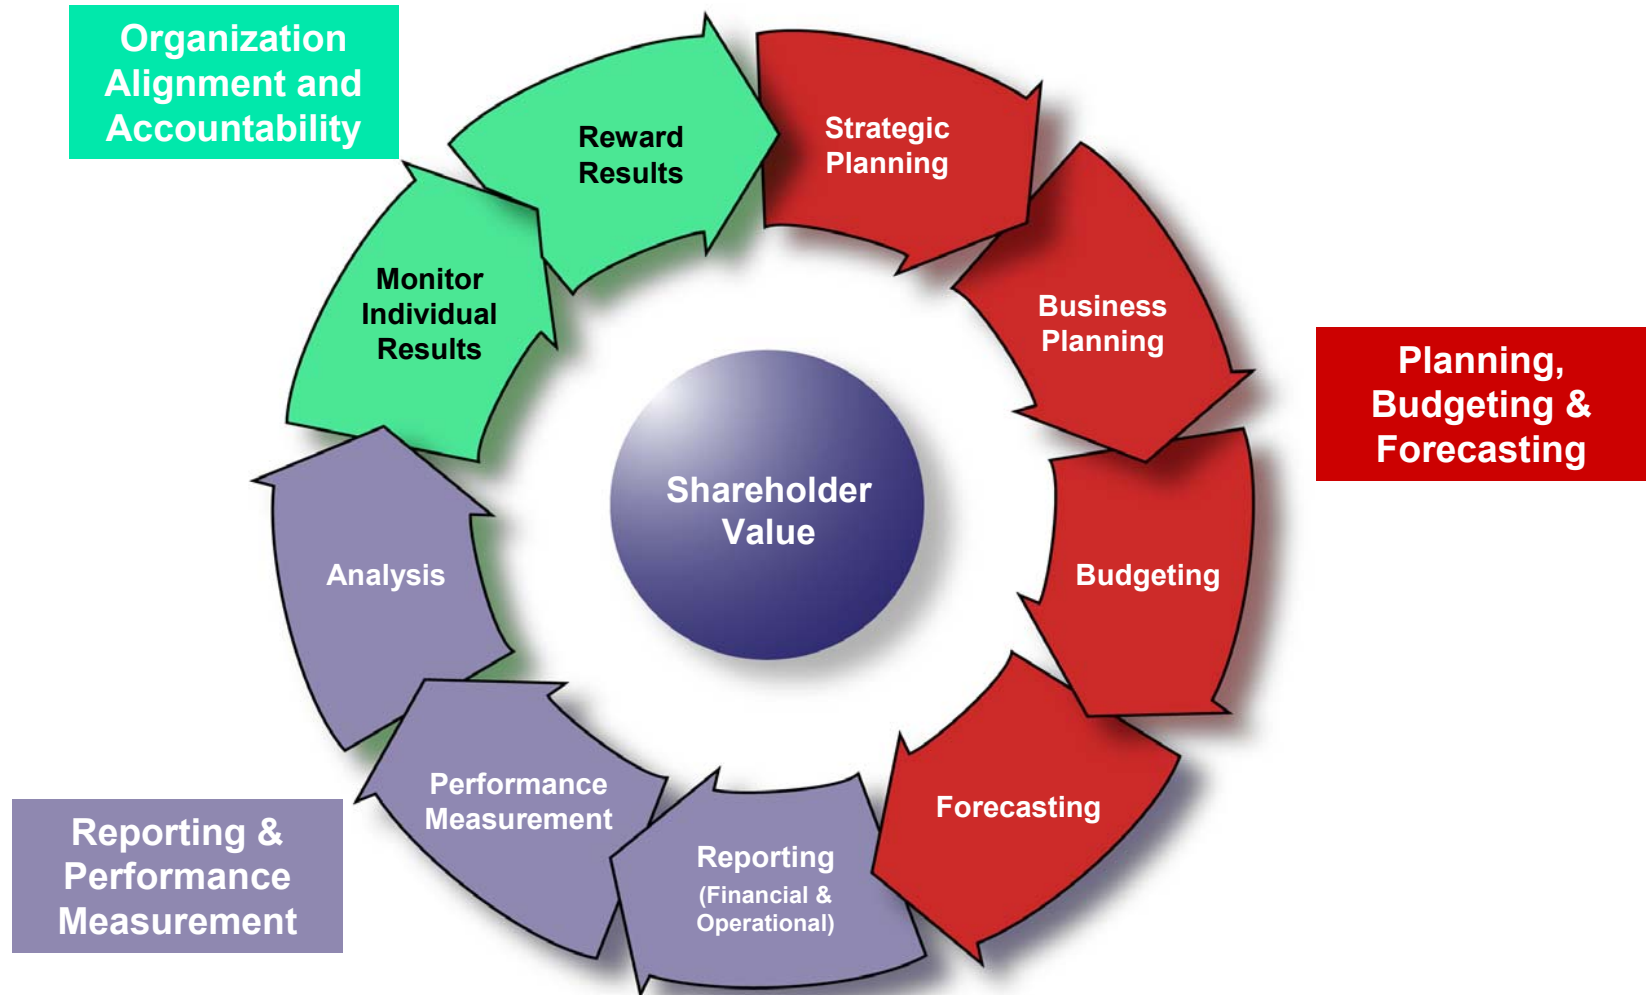 Organization
Alignment and
Accountability
Reward
Results
Strategic
Planning
Monitor
Individual
Results
Business
Planning
Planning,
Budgeting &
Forecasting
Shareholder
Value
Analysis
Budgeting
Performance
Measurement
Forecasting
Reporting
(Financial &
Operational)
Reporting &
Performance
Measurement